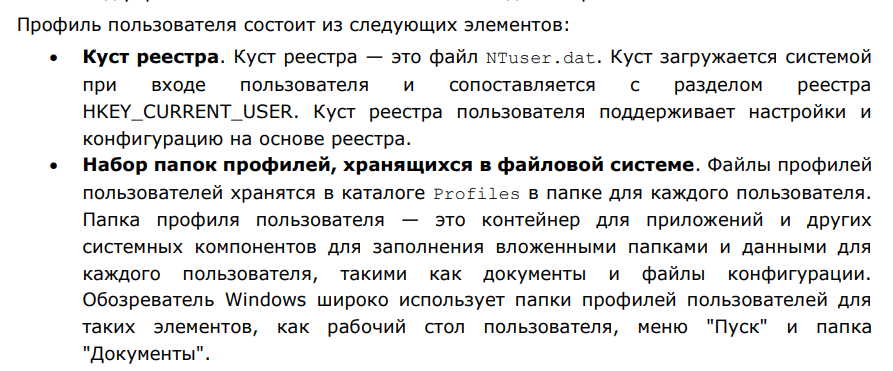 Профиль пользователя состоит из следующих элементов:
• Куст реестра. Куст реестра — это файл NTuser.dat. Куст загружается системой
при входе пользователя и сопоставляется с разделом реестра
HKEY_CURRENT_USER. Куст реестра пользователя поддерживает настройки и
конфигурацию на основе реестра.
• Набор папок профилей, хранящихся в файловой системе. Файлы профилей
пользователей хранятся в каталоге Profiles в папке для каждого пользователя.
Папка профиля пользователя — это контейнер для приложений и других
системных компонентов для заполнения вложенными папками и данными для
каждого пользователя, такими как документы и файлы конфигурации.
Обозреватель Windows широко использует папки профилей пользователей для
таких элементов, как рабочий стол пользователя, меню "Пуск" и папка
"Документы".